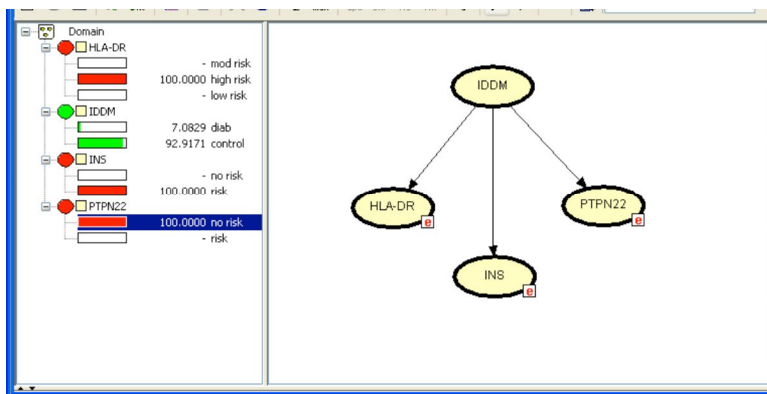 Domain
HLA-DR
- mod risk
100.0000 high risk
- low risk
IDDM
7.0829 diab
92.9171 control
INS
- no risk
100.0000 risk
PTPN22
100.0000 no risk
- risk
IDDM
HLA-DR
e
PTPN22
e
INS
e